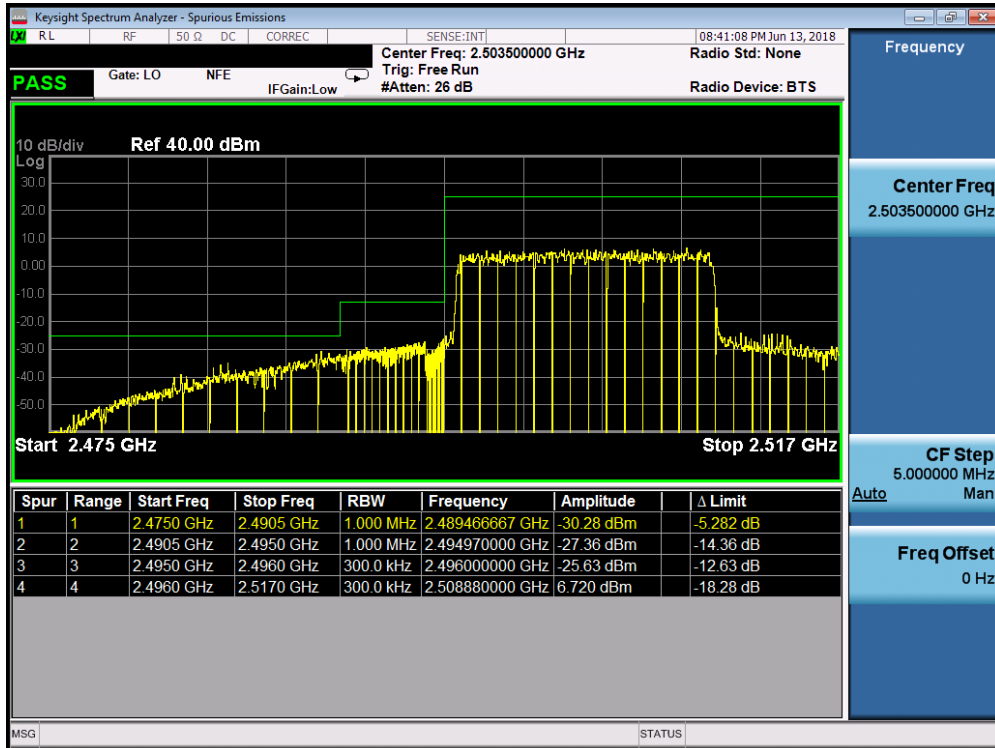 Keysight Spectrum Analyzer - Spurious Emissions
LXI RL RF 50 Ω DC CORREC SENSE:INT 08:41:08 PM Jun 13, 2018
Center Freq: 2.503500000 GHz Radio Std: None
Trig: Free Run
PASS Gate: LO NFE IFGain:Low #Atten: 26 dB Radio Device: BTS
10 dB/div Ref 40.00 dBm
Log
30.0
20.0
10.0
0.00
-10.0
-20.0
-30.0
-40.0
-50.0
Start 2.475 GHz Stop 2.517 GHz
Spur Range Start Freq Stop Freq RBW Frequency Amplitude Δ Limit
1 1 2.4750 GHz 2.4905 GHz 1.000 MHz 2.489466667 GHz -30.28 dBm -5.282 dB
2 2 2.4905 GHz 2.4950 GHz 1.000 MHz 2.494970000 GHz -27.36 dBm -14.36 dB
3 3 2.4950 GHz 2.4960 GHz 300.0 kHz 2.496000000 GHz -25.63 dBm -12.63 dB
4 4 2.4960 GHz 2.5170 GHz 300.0 kHz 2.508880000 GHz 6.720 dBm -18.28 dB
MSG STATUS
Frequency
Center Freq
2.503500000 GHz
CF Step
5.000000 MHz
Auto Man
Freq Offset
0 Hz